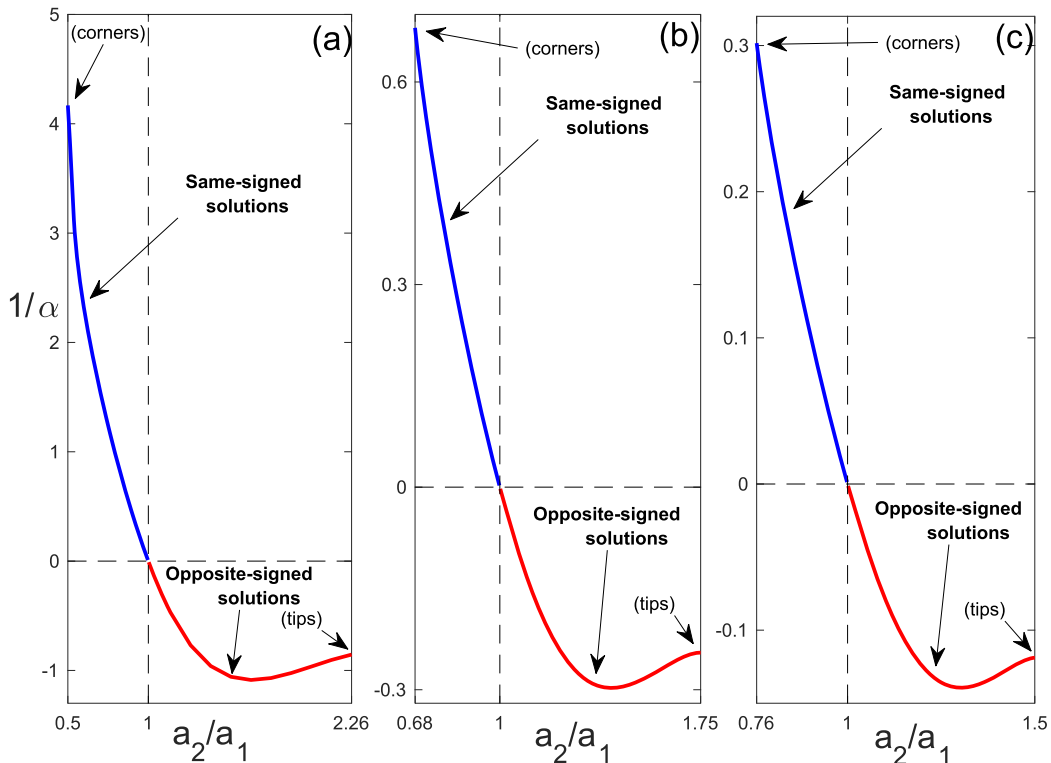 (a)
5
4
3
2
1
0
-1
1/α
(corners)
Same-signed
solutions
Opposite-signed
solutions
(tips)
0.5
1
2.26
a2/a1
(b)
0.6
0.3
0
-0.3
(corners)
Same-signed
solutions
Opposite-signed
solutions
(tips)
0.68
1
1.75
a2/a1
(c)
0.3
0.2
0.1
0
-0.1
(corners)
Same-signed
solutions
Opposite-signed
solutions
(tips)
0.76
1
1.5
a2/a1